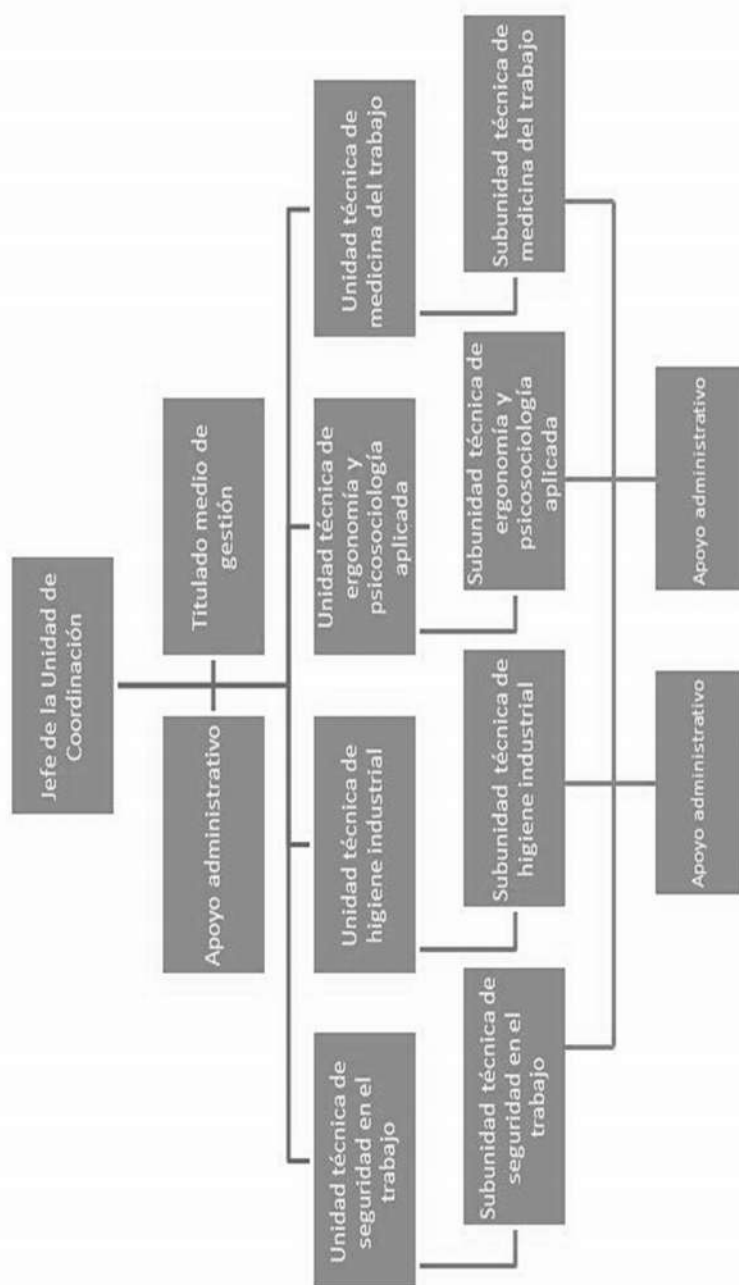 Jefe de la Unidad de
Coordinación
Apoyo administrativo
Titulado medio de
gestión
Unidad técnica de
seguridad en el
trabajo
Unidad técnica de
higiene industrial
Unidad técnica de
ergonomía y
psicosociología
aplicada
Unidad técnica de
medicina del trabajo
Subunidad técnica de
seguridad en el
trabajo
Subunidad técnica de
higiene industrial
Subunidad técnica de
ergonomía y
psicosociología
aplicada
Subunidad técnica de
medicina del trabajo
Apoyo administrativo
Apoyo administrativo